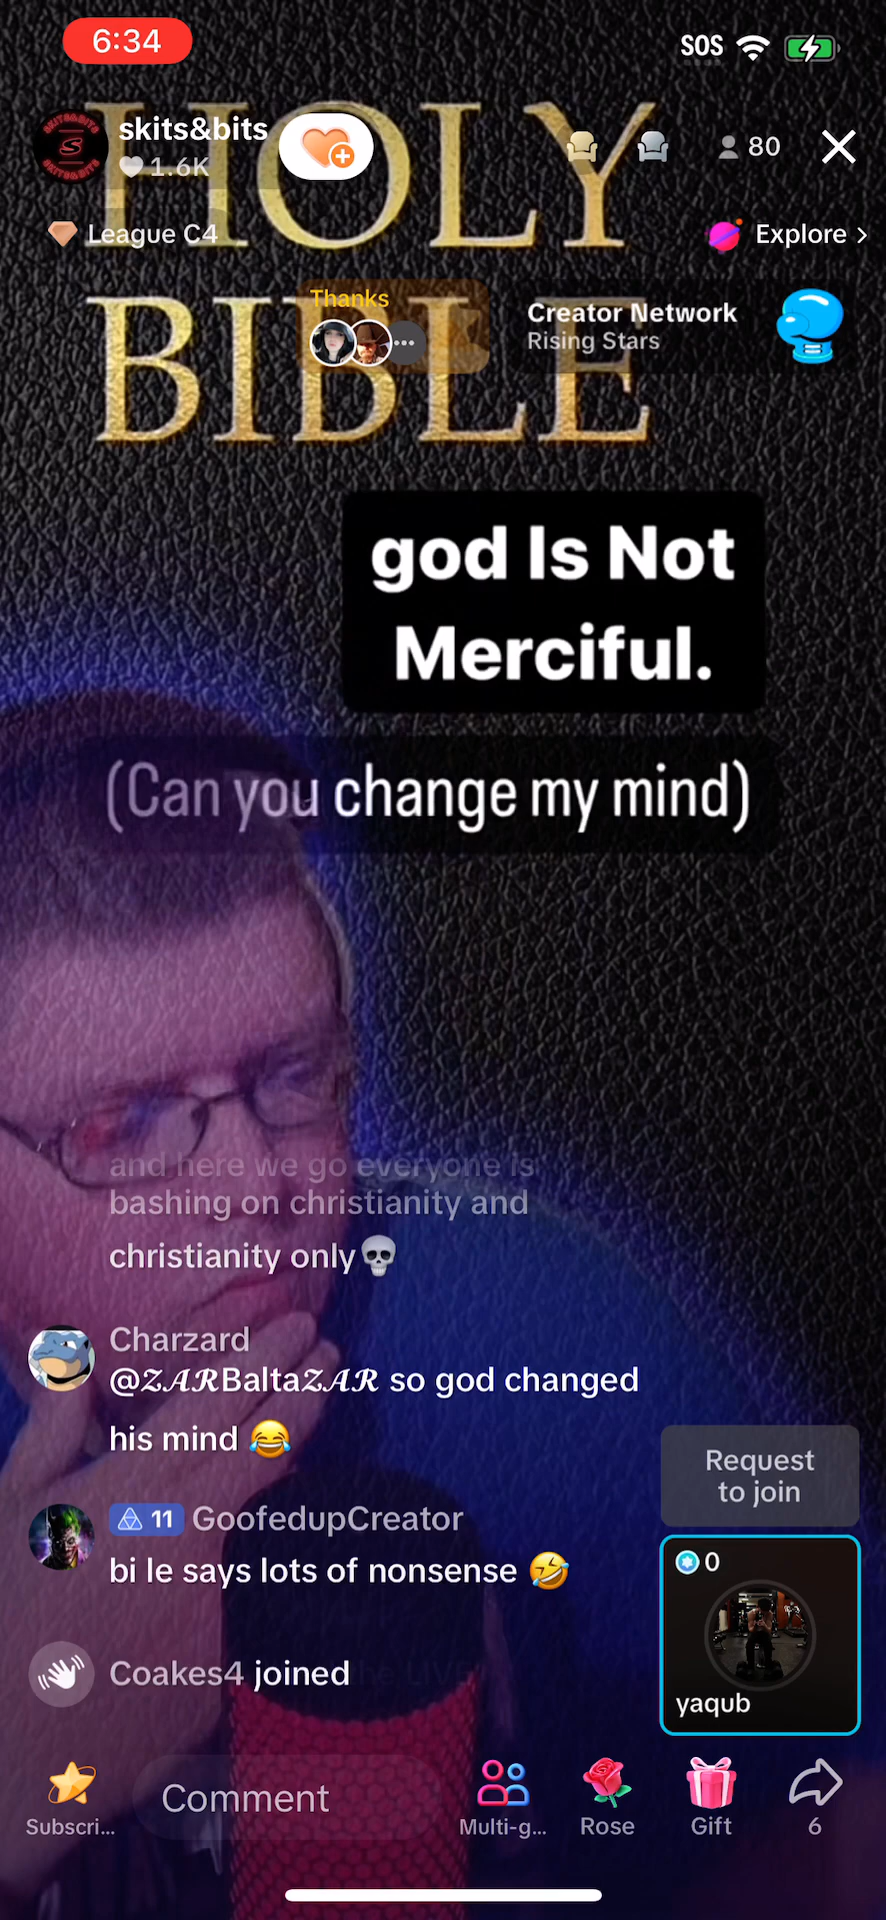 6:34
SOS
HOLY
BIBLE
skits&bits
1.6K
80
League C4
Explore >
Thanks
Creator Network
Rising Stars
god Is Not
Merciful.
(Can you change my mind)
and here we go everyone is
bashing on christianity and
christianity only💀
Charzard
@𝓩𝓐𝓡Balta𝓩𝓐𝓡 so god changed
his mind 😂
11 GoofedupCreator
bi le says lots of nonsense 🤣
Coakes4 joined
Request
to join
0
yaqub
Subscri...
Comment
Multi-g...
Rose
Gift
6